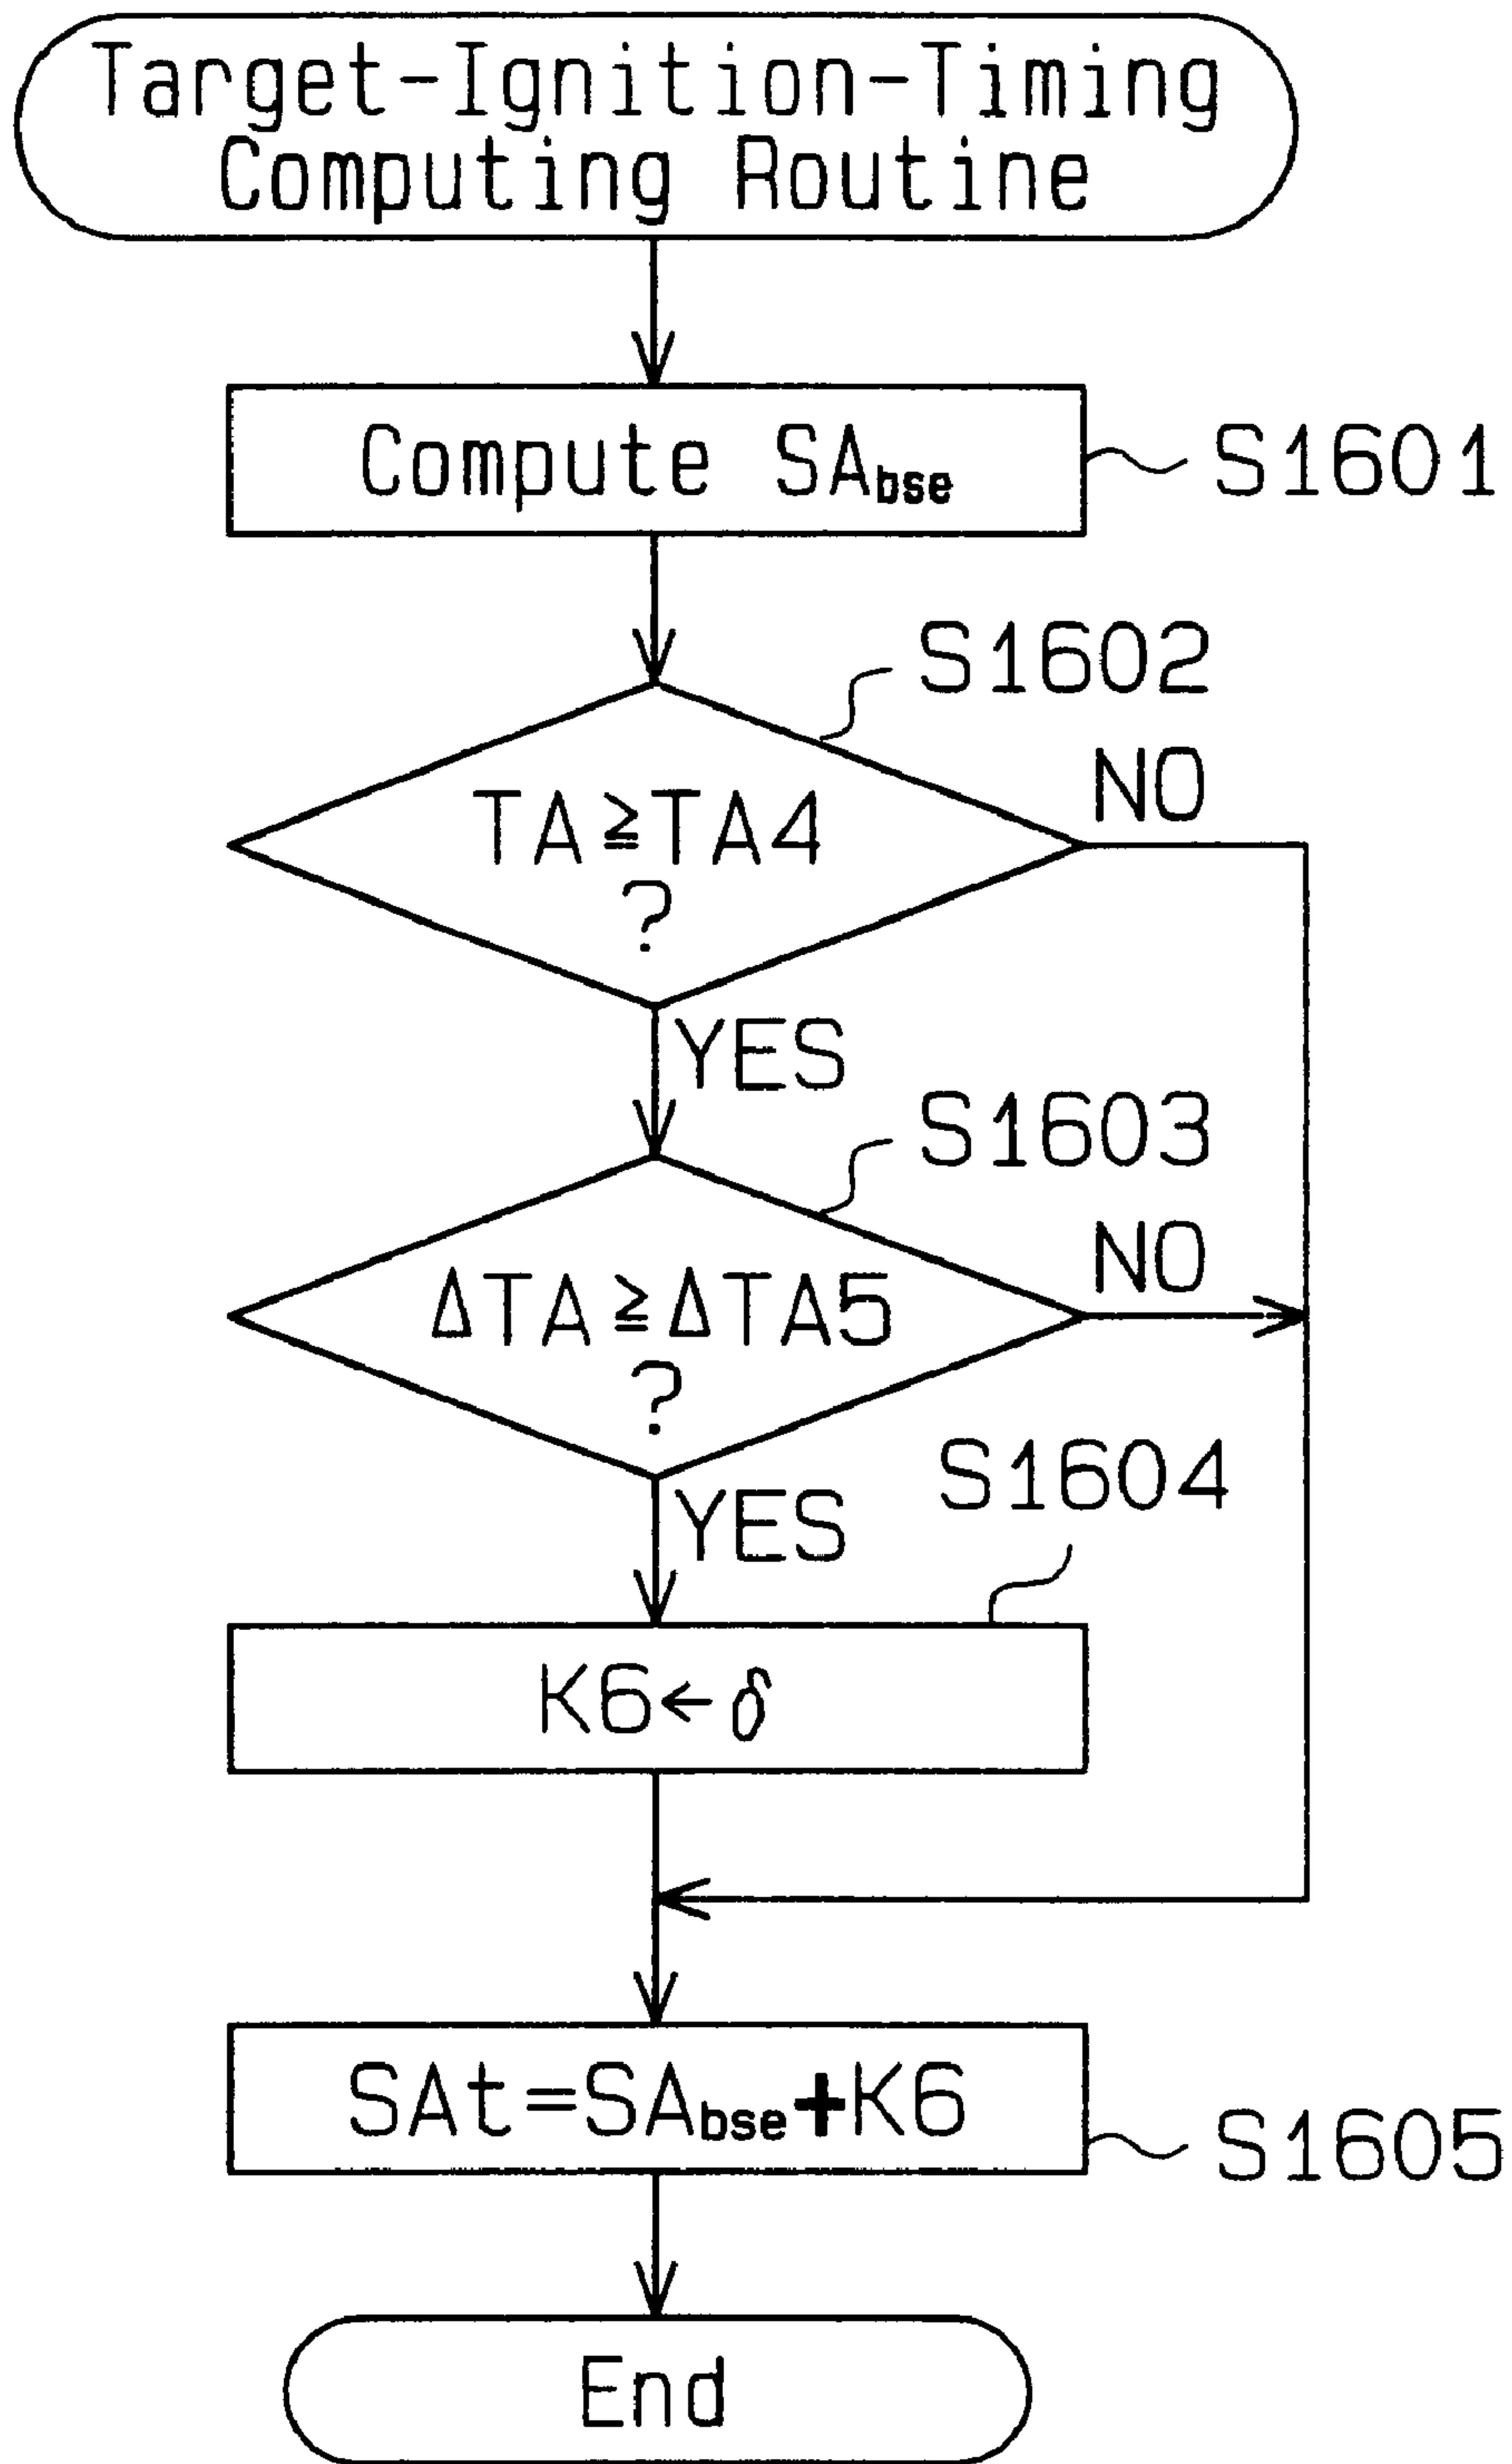 Target-Ignition-Timing
Computing Routine
Compute SAbse
S1601
S1602
TA≧TA4
?
NO
YES
S1603
ΔTA≧ΔTA5
?
NO
YES
S1604
K6←δ
SAt=SAbse+K6
S1605
End